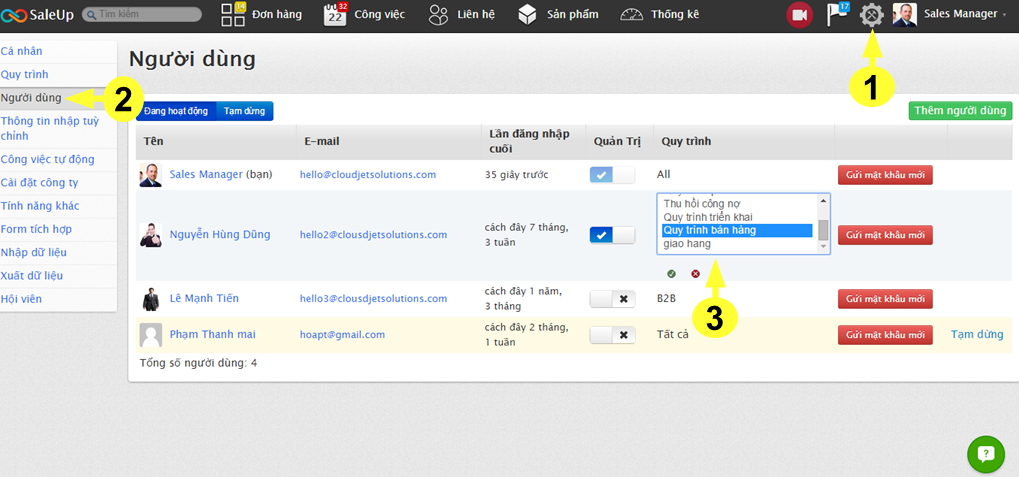 SaleUp
Tìm kiếm
14
Đơn hàng
32
22
Công việc
Liên hệ
Sản phẩm
Thống kê
17
Sales Manager
1
Cá nhân
Quy trình
Người dùng
Thông tin nhập tuỳ
chỉnh
Công việc tự động
Cài đặt công ty
Tính năng khác
Form tích hợp
Nhập dữ liệu
Xuất dữ liệu
Hội viên
2
Người dùng
Đang hoạt động
Tạm dừng
Thêm người dùng
Tên
E-mail
Lần đăng nhập
cuối
Quản Trị
Quy trình
Sales Manager (bạn)
hello@cloudjetsolutions.com
35 giây trước
All
Gửi mật khẩu mới
Nguyễn Hùng Dũng
hello2@clousdjetsolutions.com
cách đây 7 tháng,
3 tuần
Thu hồi công nợ
Quy trình triển khai
Quy trình bán hàng
giao hang
Gửi mật khẩu mới
3
Lê Mạnh Tiến
hello3@clousdjetsolutions.com
cách đây 1 năm,
3 tháng
B2B
Gửi mật khẩu mới
Phạm Thanh mai
hoapt@gmail.com
cách đây 2 tháng,
1 tuần
Tất cả
Gửi mật khẩu mới
Tạm dừng
Tổng số người dùng: 4